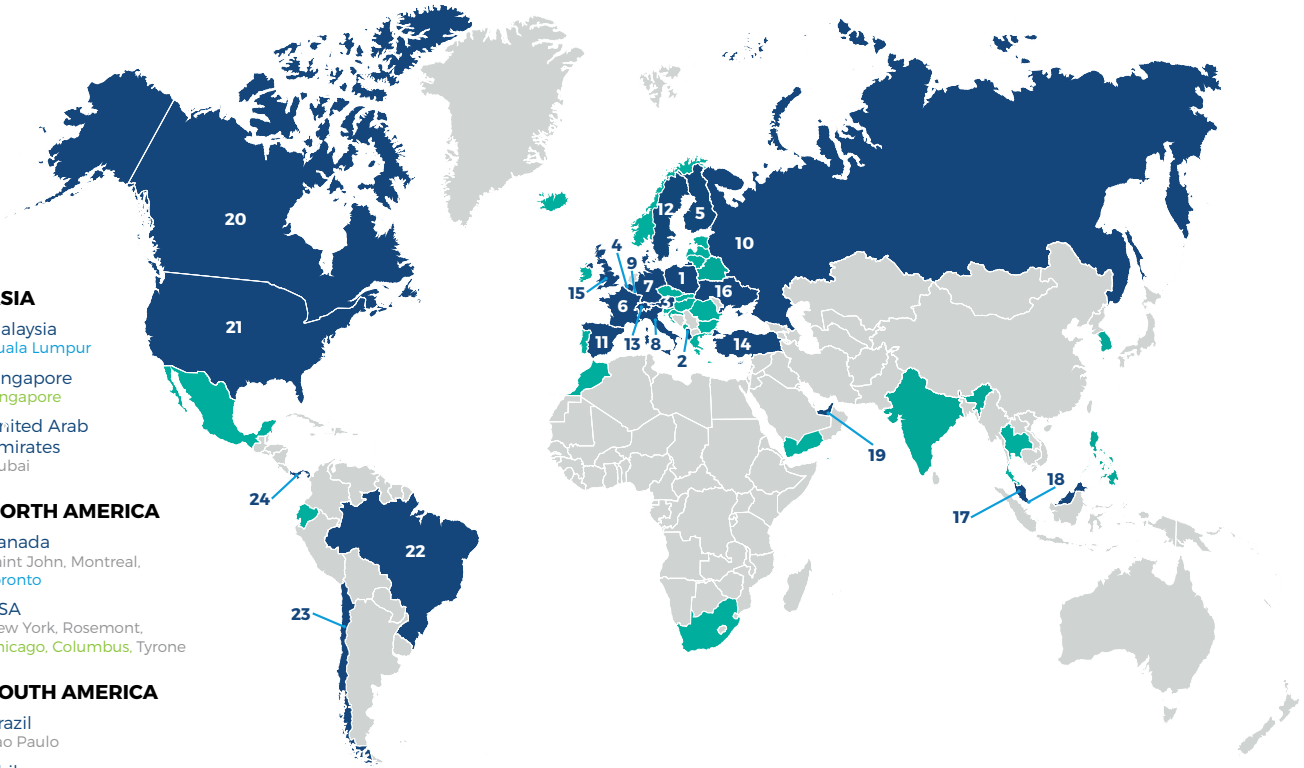 SIA
alaysia
uala Lumpur
ngapore
ngapore
nited Arab
mirates
ubai
ORTH AMERICA
anada
int John, Montreal,
oronto
SA
ew York, Rosemont,
hicago, Columbus, Tyrone
OUTH AMERICA
razil
ao Paulo
20
21
24
22
23
12
5
10
4
9
15
7
1
16
6
3
11
13
8
2
14
19
18
17